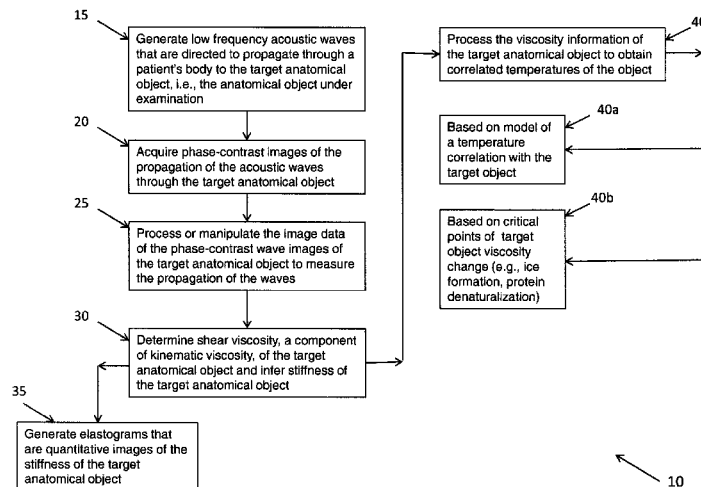 15
Generate low frequency acoustic waves
that are directed to propagate through a
patient's body to the target anatomical
object, i.e., the anatomical object under
examination
20
Acquire phase-contrast images of the
propagation of the acoustic waves
through the target anatomical object
25
Process or manipulate the image data
of the phase-contrast wave images of
the target anatomical object to measure
the propagation of the waves
30
Determine shear viscosity, a component
of kinematic viscosity, of the target
anatomical object and infer stiffness of
the target anatomical object
35
Generate elastograms that
are quantitative images of the
stiffness of the target
anatomical object
40
Process the viscosity information of
the target anatomical object to obtain
correlated temperatures of the object
40a
Based on model of
a temperature
correlation with the
target object
40b
Based on critical
points of target
object viscosity
change (e.g., ice
formation, protein
denaturalization)
10